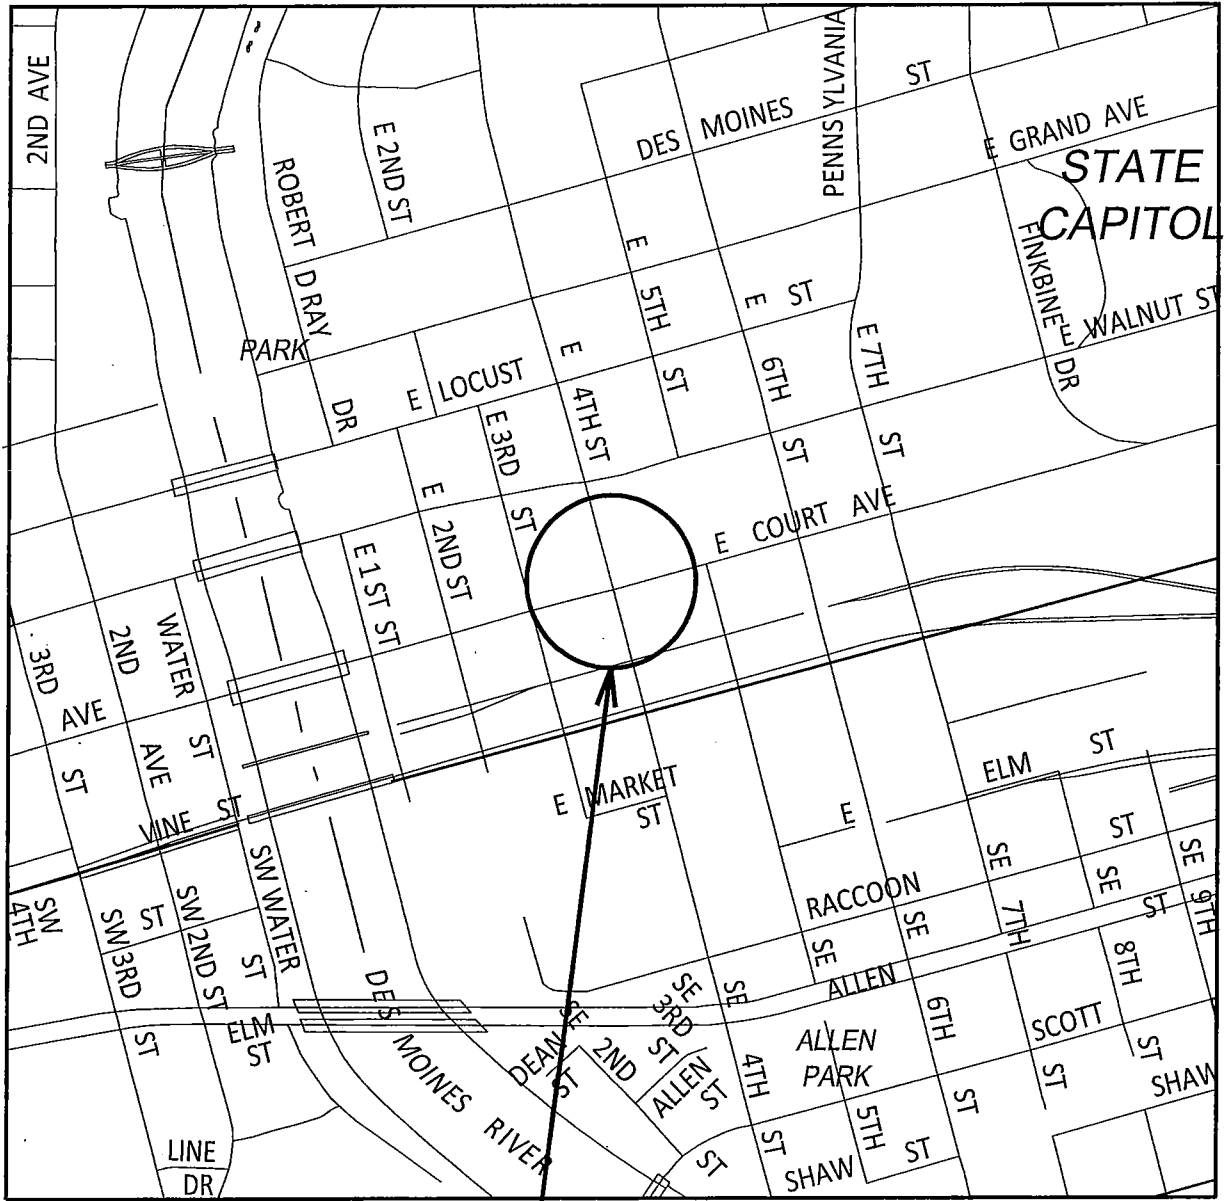 2ND AVE
E 2ND ST
ROBERT D RAY
DR
PARK
DES MOINES ST
PENNSYLVANIA
E GRAND AVE
STATE
CAPITOL
FINKBINE DR
E WALNUT ST
E 5TH ST
E ST
E 6TH ST
E 7TH ST
E LOCUST
E 4TH ST
E 3RD ST
E 2ND ST
E 1 ST ST
E COURT AVE
3RD ST
2ND AVE
WATER ST
AVE
VINE ST
E MARKET
ST
ELM ST
E
RACCOON ST
SE 7TH ST
SE 8TH ST
SE 9TH
SE 6TH ST
SE 5TH ST
SE 4TH ST
SE 3RD ST
SE 2ND
ALLEN ST
SW 4TH
SW 3RD ST
ST
SW 2ND ST
SW WATER ST
ELM
ST
DES MOINES RIVER
DEAN ST
ALLEN ST
ALLEN
PARK
SCOTT
SHAW
SHAW ST
ST
LINE
DR